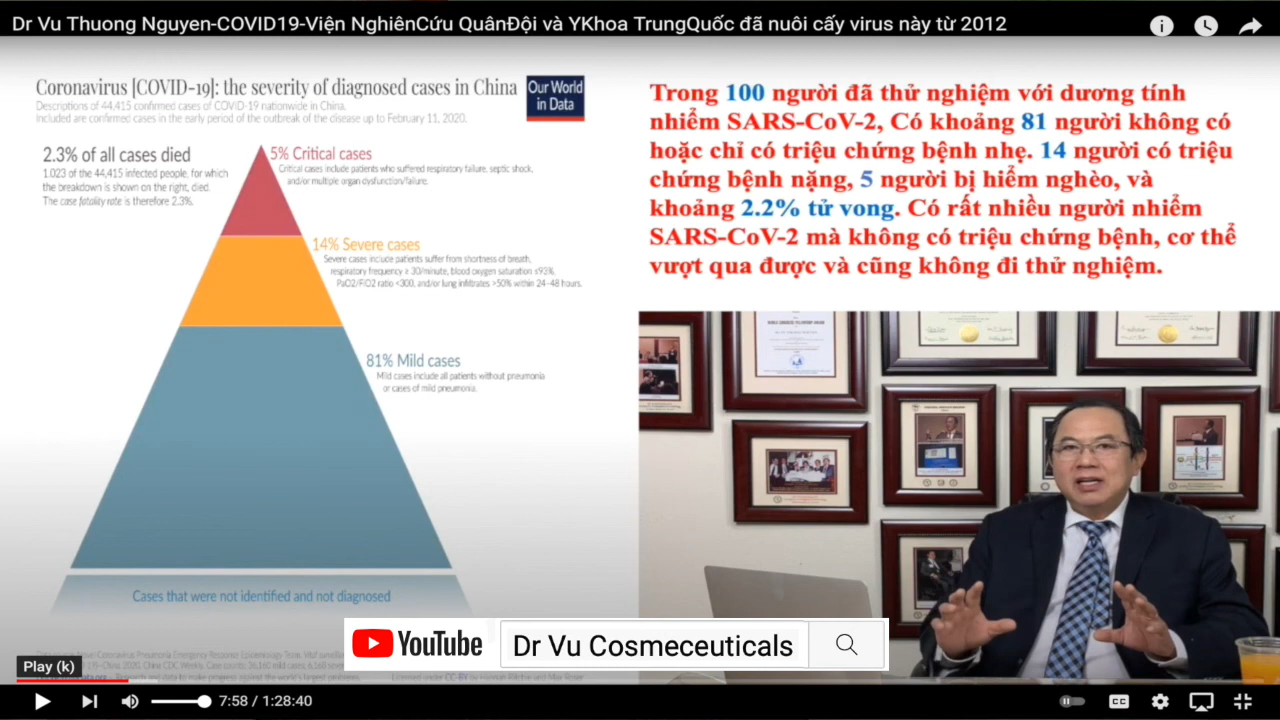 Dr Vu Thuong Nguyen-COVID19-Viện NghiênCứu QuânĐội và YKhoa TrungQuốc đã nuôi cấy virus này từ 2012
Coronavirus [COVID-19]: the severity of diagnosed cases in China
Descriptions of 44,415 confirmed cases of COVID-19 nationwide in China.
Included are confirmed cases in the early period of the outbreak of the disease up to February 11, 2020.
Our World
in Data
2.3% of all cases died
1.023 of the 44,415 infected people, for which
the breakdown is shown on the right, died.
The case fatality rate is therefore 2.3%.
5% Critical cases
Critical cases include patients who suffered respiratory failure, septic shock,
and/or multiple organ dysfunction/failure.
14% Severe cases
Severe cases include patients suffer from shortness of breath,
respiratory frequency ≥ 30/minute, blood oxygen saturation ≤93%,
PaO2/FiO2 ratio <300, and/or lung infiltrates >50% within 24–48 hours.
81% Mild cases
Mild cases include all patients without pneumonia
or cases of mild pneumonia.
Cases that were not identified and not diagnosed
Trong 100 người đã thử nghiệm với dương tính
nhiễm SARS-CoV-2, Có khoảng 81 người không có
hoặc chỉ có triệu chứng bệnh nhẹ. 14 người có triệu
chứng bệnh nặng, 5 người bị hiểm nghèo, và
khoảng 2.2% tử vong. Có rất nhiều người nhiễm
SARS-CoV-2 mà không có triệu chứng bệnh, cơ thể
vượt qua được và cũng không đi thử nghiệm.
YouTube
Dr Vu Cosmeceuticals
Play (k)
7:58 / 1:28:40
CC